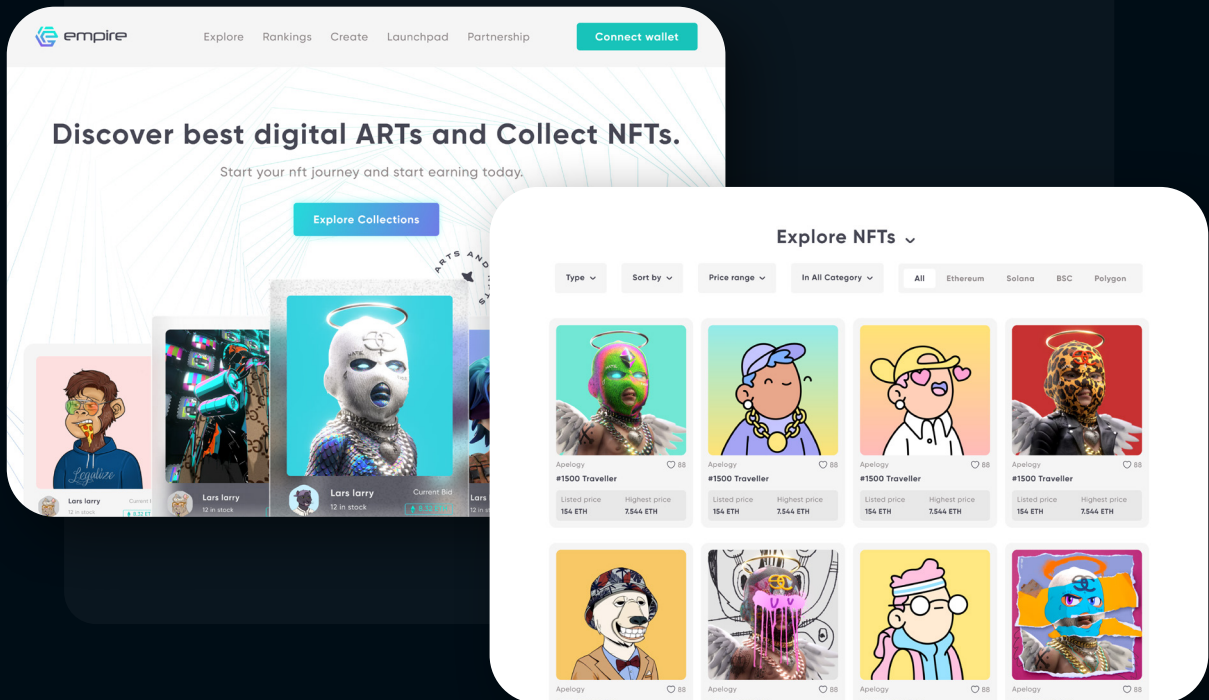 empire
Explore Rankings Create Launchpad Partnership Connect wallet
Discover best digital ARTs and Collect NFTs.
Start your nft journey and start earning today.
Explore Collections
ARTS AND
Legalize
Lars larry
12 in stock
Lars larry
12 in stock
Lars larry
12 in stock
Current Bid
Lars
Explore NFTs
Type Sort by Price range In All Category All Ethereum Solana BSC Polygon
Apelogy 88 Apelogy 88 Apelogy 88 Apelogy 88
#1500 Traveller #1500 Traveller #1500 Traveller #1500 Traveller
Listed price Highest price Listed price Highest price Listed price Highest price Listed price Highest price
154 ETH 7.544 ETH 154 ETH 7.544 ETH 154 ETH 7.544 ETH 154 ETH 7.544 ETH
Apelogy 88 Apelogy 88 Apelogy 88 Apelogy 88